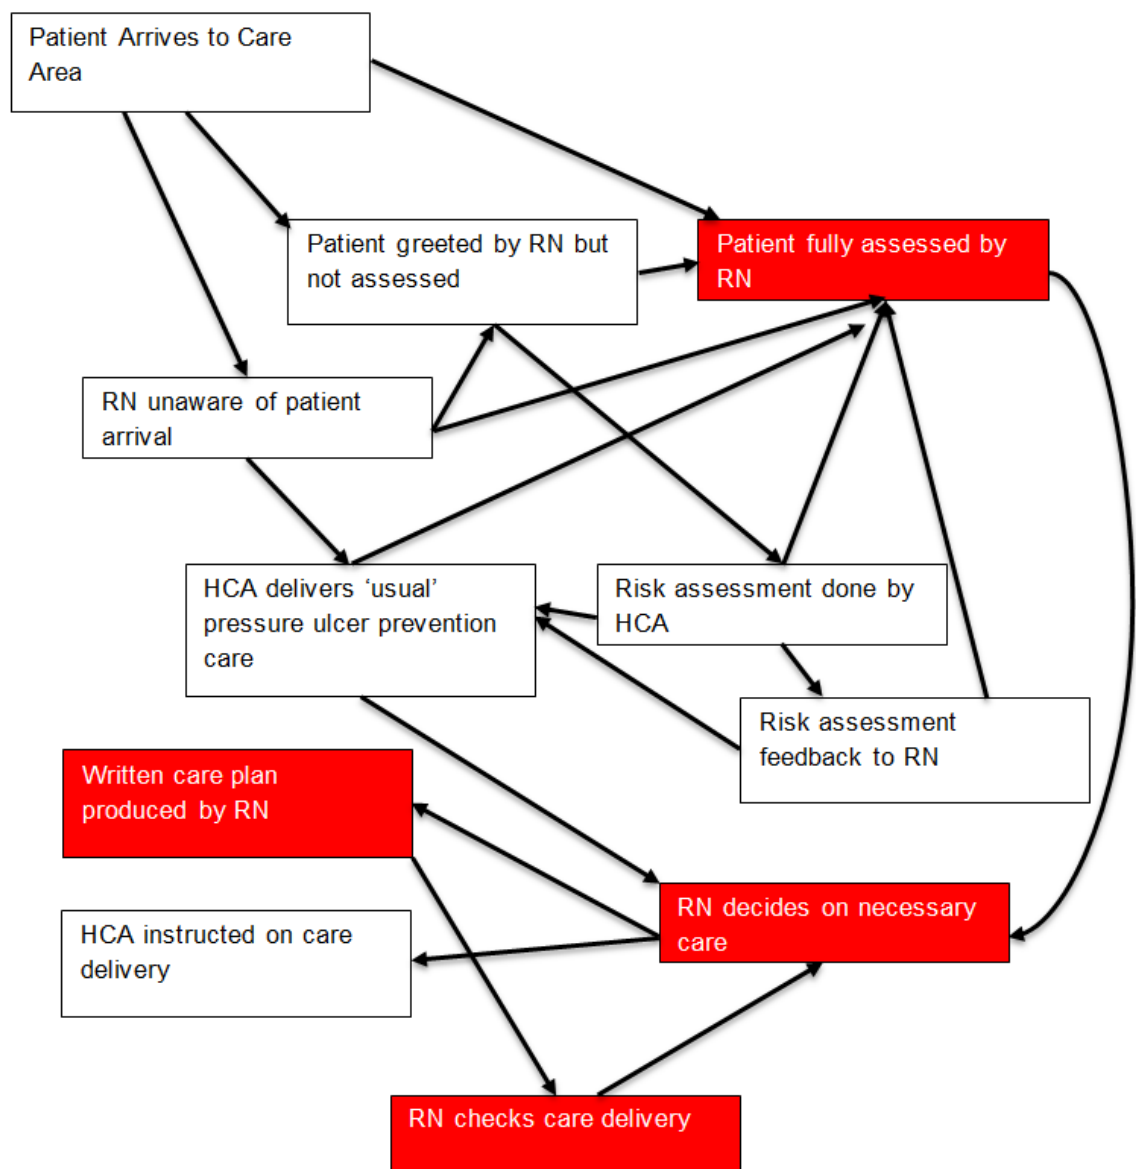 Patient Arrives to Care
Area
Patient greeted by RN but
not assessed
Patient fully assessed by
RN
RN unaware of patient
arrival
HCA delivers ‘usual’
pressure ulcer prevention
care
Risk assessment done by
HCA
Risk assessment
feedback to RN
Written care plan
produced by RN
RN decides on necessary
care
HCA instructed on care
delivery
RN checks care delivery